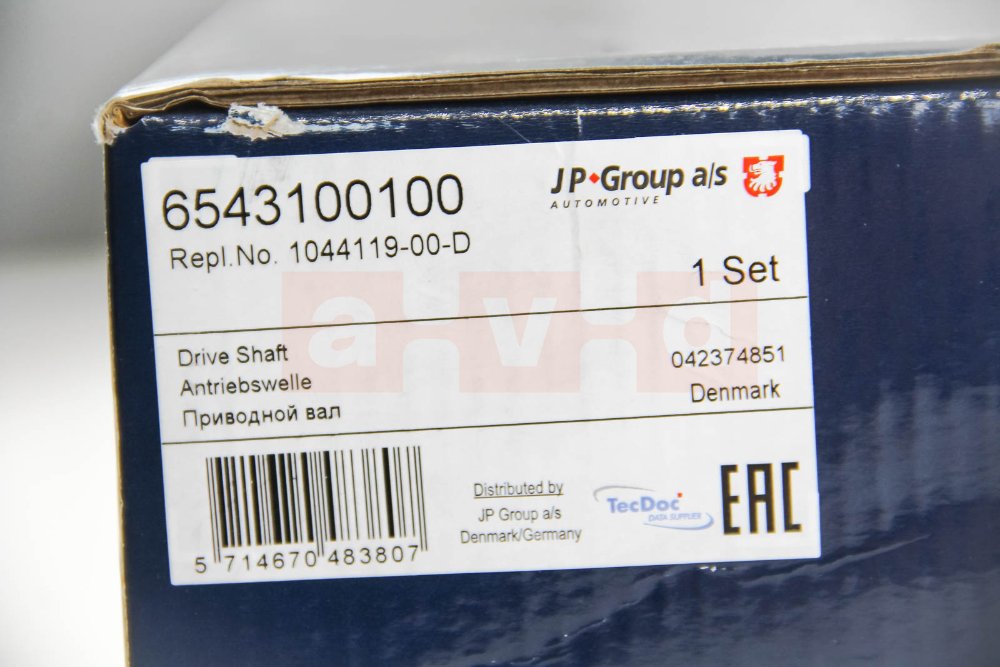 6543100100
JP Group a/s
AUTOMOTIVE
Repl.No. 1044119-00-D
1 Set
a-v-d
Drive Shaft
042374851
Antriebswelle
Denmark
Приводной вал
Distributed by
JP Group a/s
Denmark/Germany
TecDoc
DATA SUPPLIER
EAC
5 714670 483807